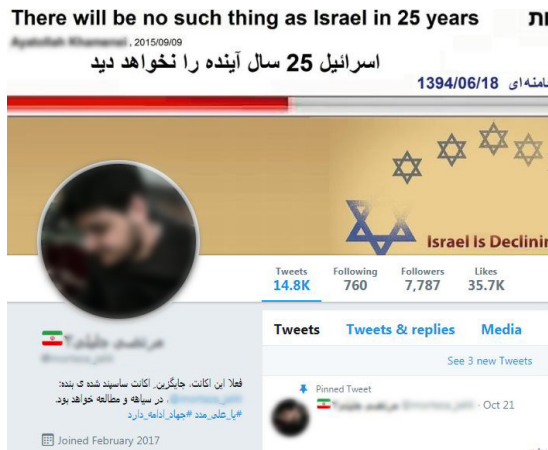 There will be no such thing as Israel in 25 years
, 2015/09/09
اسرائیل 25 سال آینده را نخواهد دید
1394/06/18
Israel Is Declinin
Tweets Following Followers Likes
14.8K 760 7,787 35.7K
Tweets Tweets & replies Media
See 3 new Tweets
Pinned Tweet
- Oct 21
فعلا این اکانت، جایگزین اکانت ساسپند شده ی بنده:
، در سیاهه و مطالعه خواهد بود.
#یا_علی_مدد #جهاد_ادامه_دارد
Joined February 2017